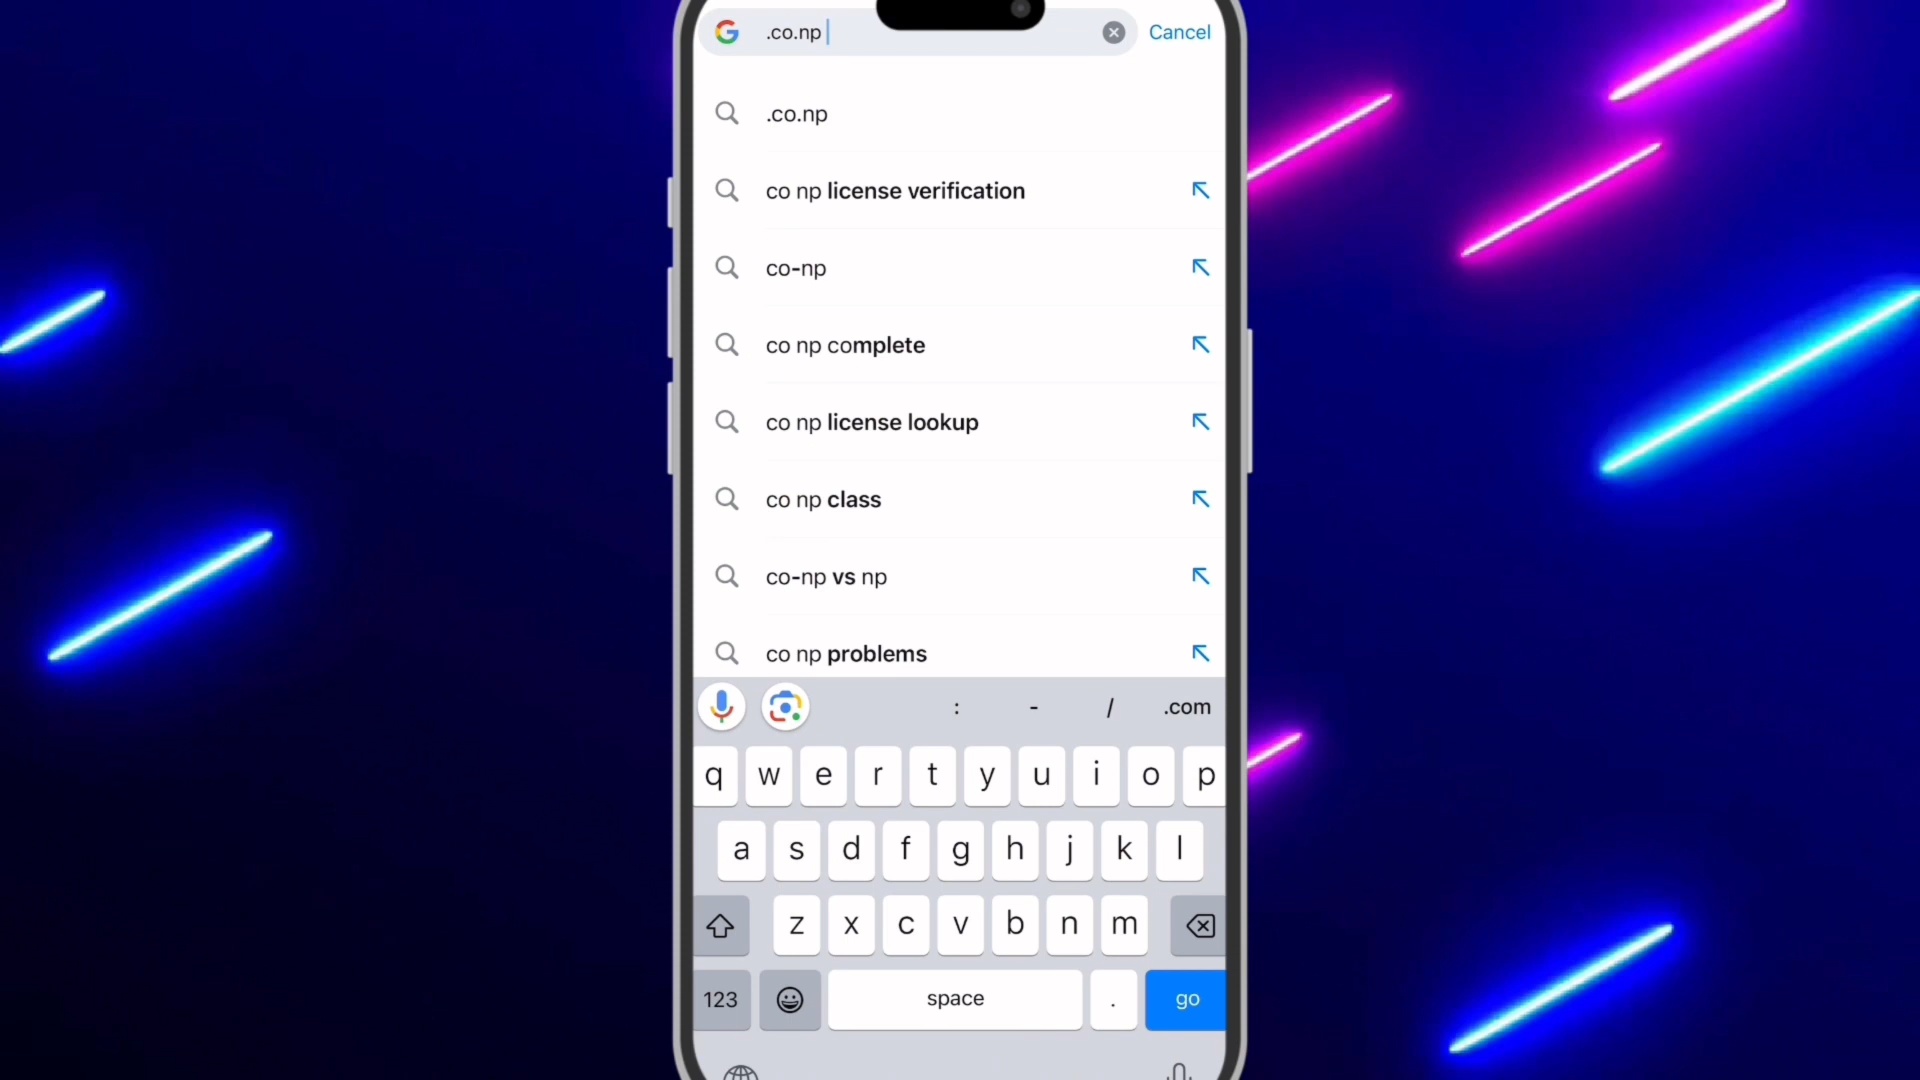 .co.np
Cancel
.co.np
co np license verification
co-np
co np complete
co np license lookup
co np class
co-np vs np
co np problems
: - / .com
q w e r t y u i o p
a s d f g h j k l
z x c v b n m
123 space . go